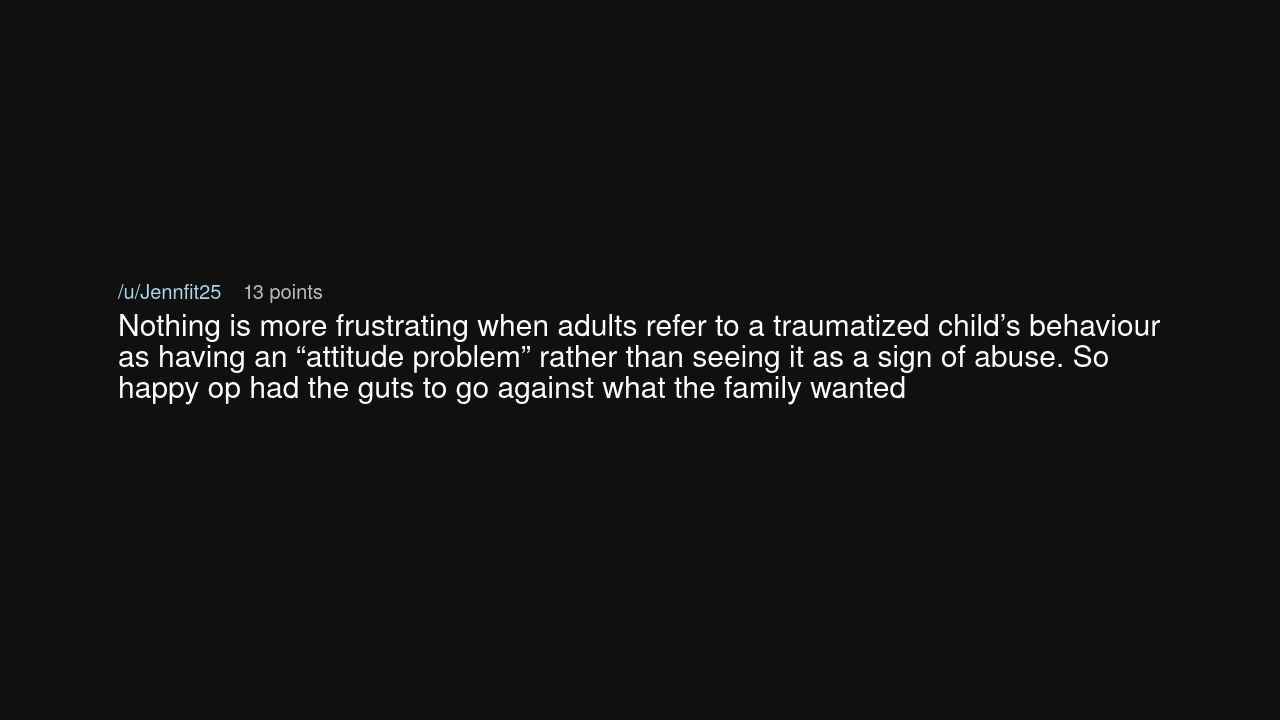 /u/Jennfit25 13 points
Nothing is more frustrating when adults refer to a traumatized child’s behaviour
as having an “attitude problem” rather than seeing it as a sign of abuse. So
happy op had the guts to go against what the family wanted